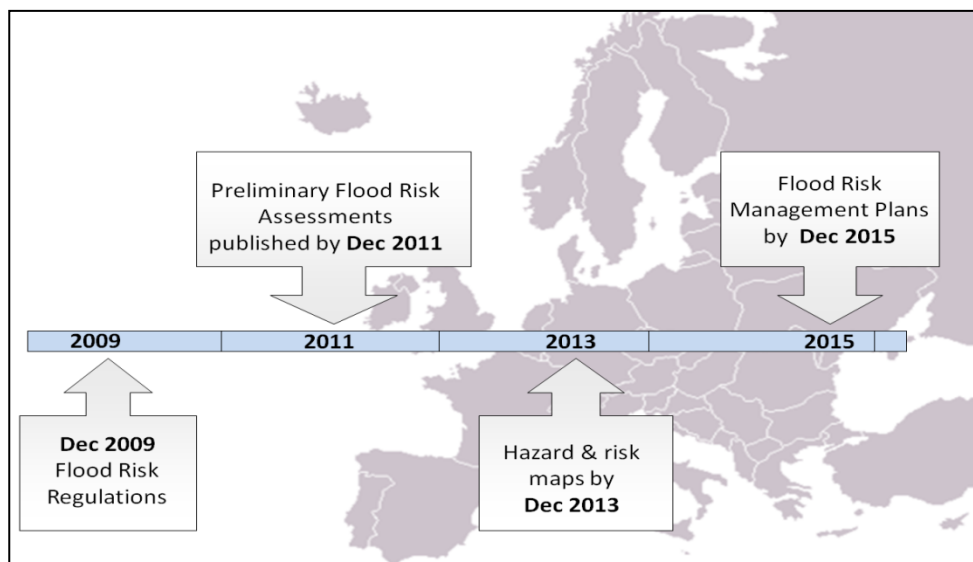 Preliminary Flood Risk
Assessments
published by Dec 2011
Flood Risk
Management Plans
by Dec 2015
2009
2011
2013
2015
Dec 2009
Flood Risk
Regulations
Hazard & risk
maps by
Dec 2013